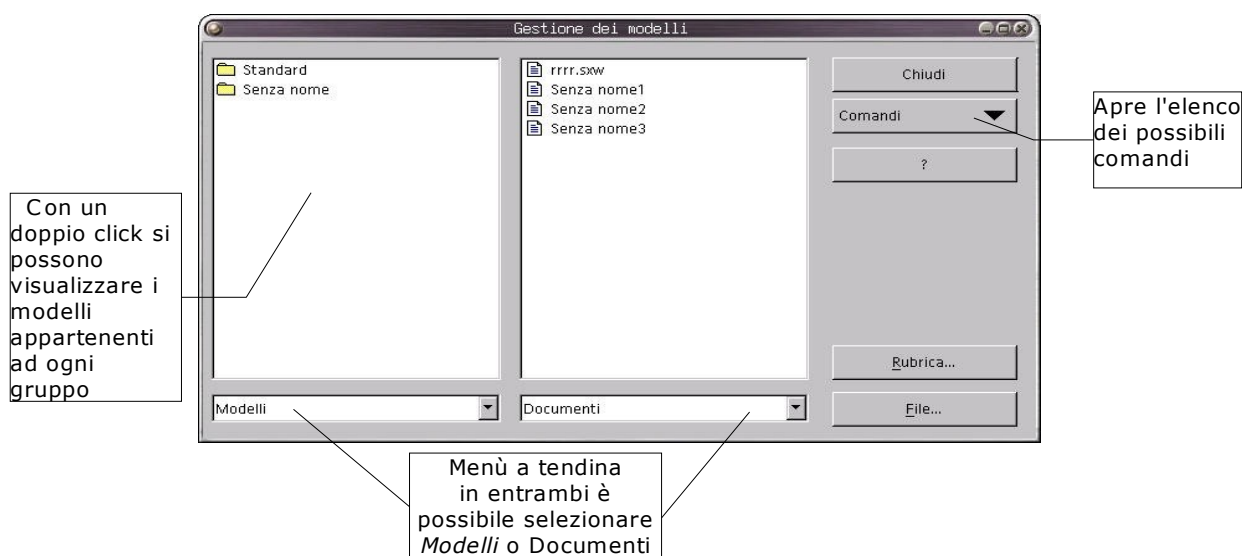 Gestione dei modelli
Standard
Senza nome
rrrr.sxw
Senza nome1
Senza nome2
Senza nome3
Chiudi
Comandi
?
Rubrica...
File...
Modelli
Documenti
Apre l'elenco
dei possibili
comandi
Con un
doppio click si
possono
visualizzare i
modelli
appartenenti
ad ogni
gruppo
Menù a tendina
in entrambi è
possibile selezionare
Modelli o Documenti